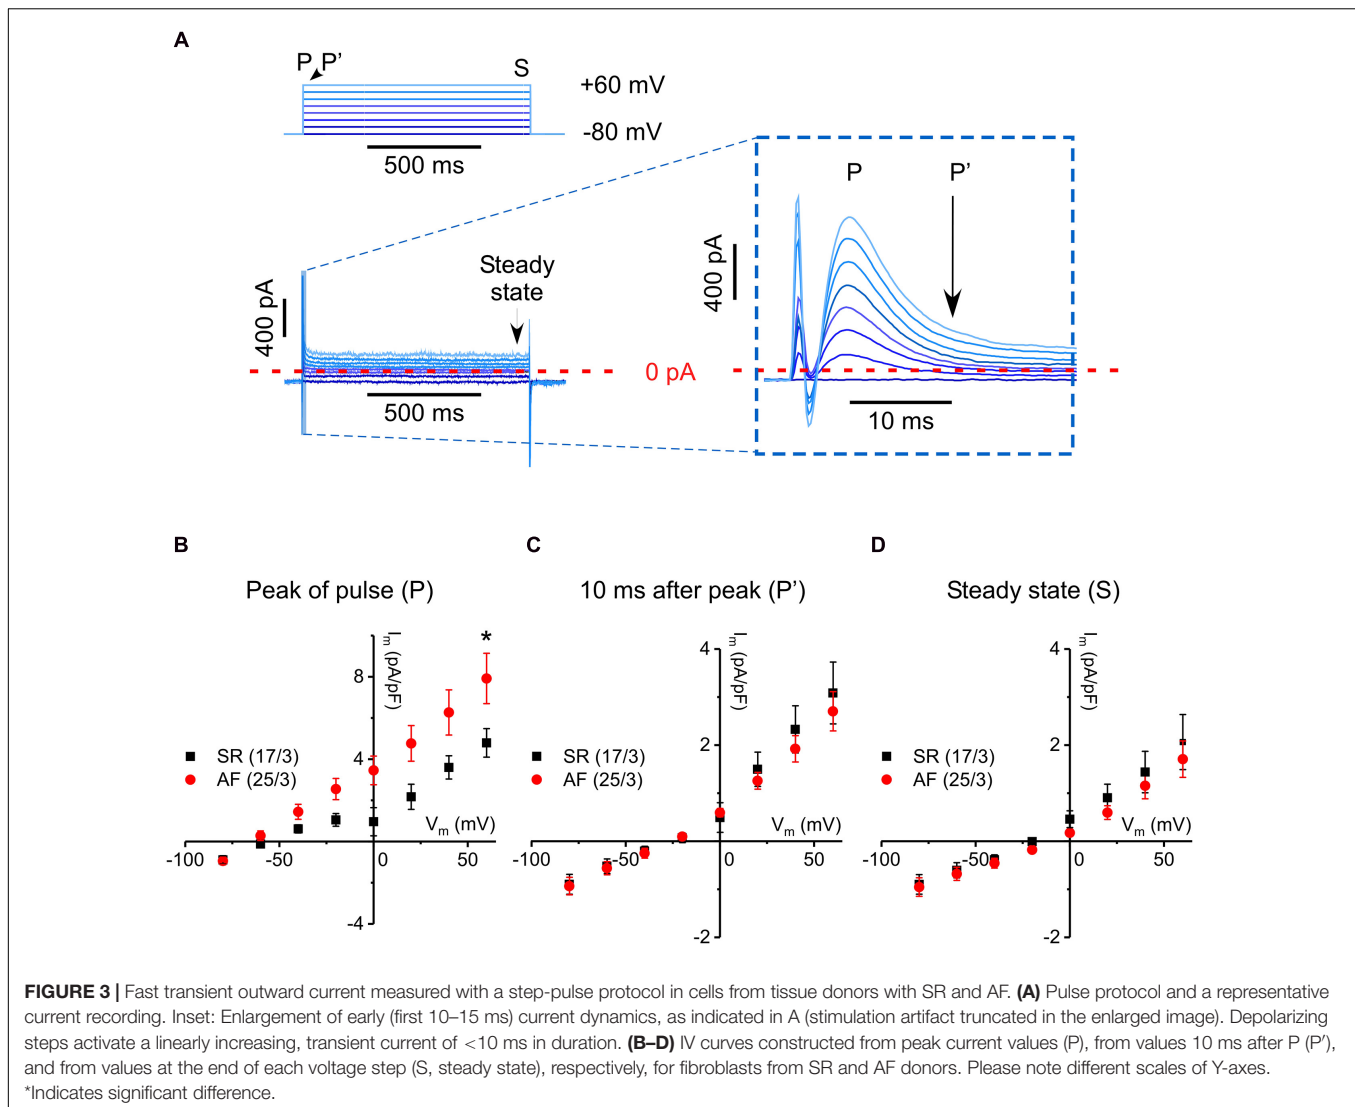 A
P P’ S
+60 mV
-80 mV
500 ms
P P’
400 pA
10 ms
Steady
state
400 pA
0 pA
500 ms
B
Peak of pulse (P)
Im (pA/pF)
*
8
4
-4
SR (17/3)
AF (25/3)
Vm (mV)
-100 -50 0 50
C
10 ms after peak (P’)
Im (pA/pF)
4
2
-2
SR (17/3)
AF (25/3)
Vm (mV)
-100 -50 0 50
D
Steady state (S)
Im (pA/pF)
4
2
-2
SR (17/3)
AF (25/3)
Vm (mV)
-100 -50 0 50
FIGURE 3 | Fast transient outward current measured with a step-pulse protocol in cells from tissue donors with SR and AF. (A) Pulse protocol and a representative
current recording. Inset: Enlargement of early (first 10–15 ms) current dynamics, as indicated in A (stimulation artifact truncated in the enlarged image). Depolarizing
steps activate a linearly increasing, transient current of <10 ms in duration. (B–D) IV curves constructed from peak current values (P), from values 10 ms after P (P′),
and from values at the end of each voltage step (S, steady state), respectively, for fibroblasts from SR and AF donors. Please note different scales of Y-axes.
*Indicates significant difference.